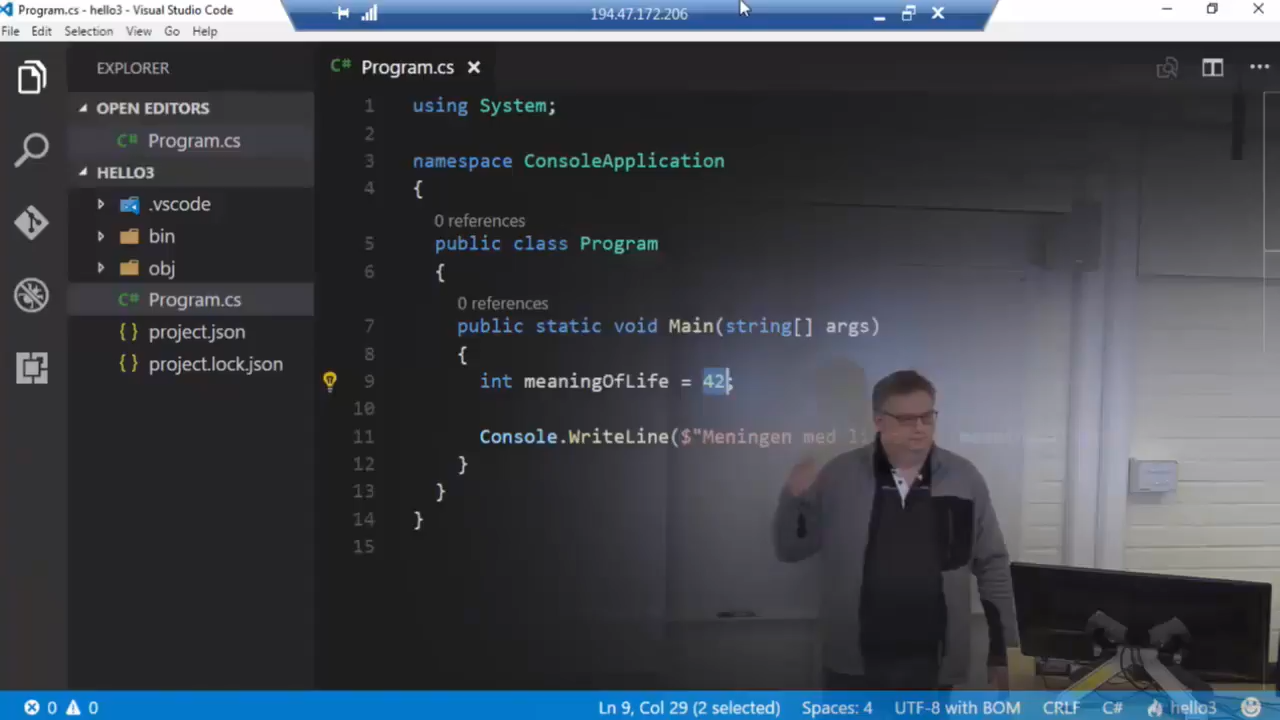 Program.cs - hello3 - Visual Studio Code
194.47.172.206
File Edit Selection View Go Help
EXPLORER
OPEN EDITORS
C# Program.cs
HELLO3
.vscode
bin
obj
C# Program.cs
{ } project.json
{ } project.lock.json
C# Program.cs
1 using System;
2
3 namespace ConsoleApplication
4 {
0 references
5 public class Program
6 {
0 references
7 public static void Main(string[] args)
8 {
9 int meaningOfLife = 42;
10
11 Console.WriteLine($"Meningen med
12 }
13 }
14 }
15
0 0
Ln 9, Col 29 (2 selected) Spaces: 4 UTF-8 with BOM CRLF C# hello3